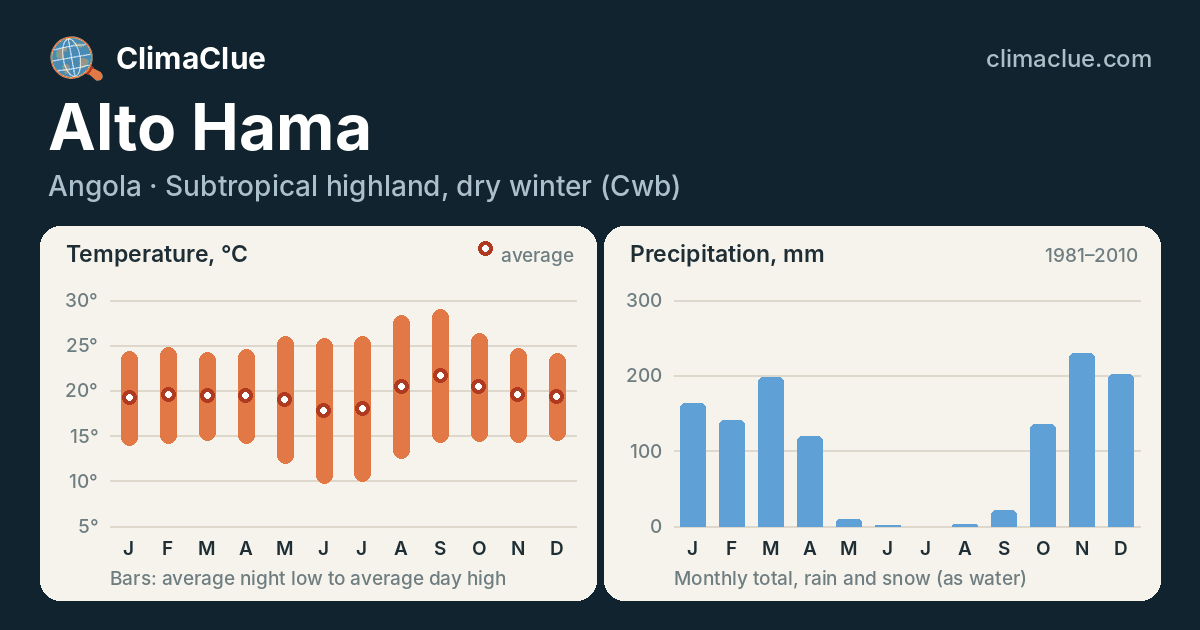 ClimaClue
climaclue.com
Alto Hama
Angola · Subtropical highland, dry winter (Cwb)
Temperature, °C
average
30°
25°
20°
15°
10°
5°
J F M A M J J A S O N D
Bars: average night low to average day high
Precipitation, mm
1981–2010
300
200
100
0
J F M A M J J A S O N D
Monthly total, rain and snow (as water)